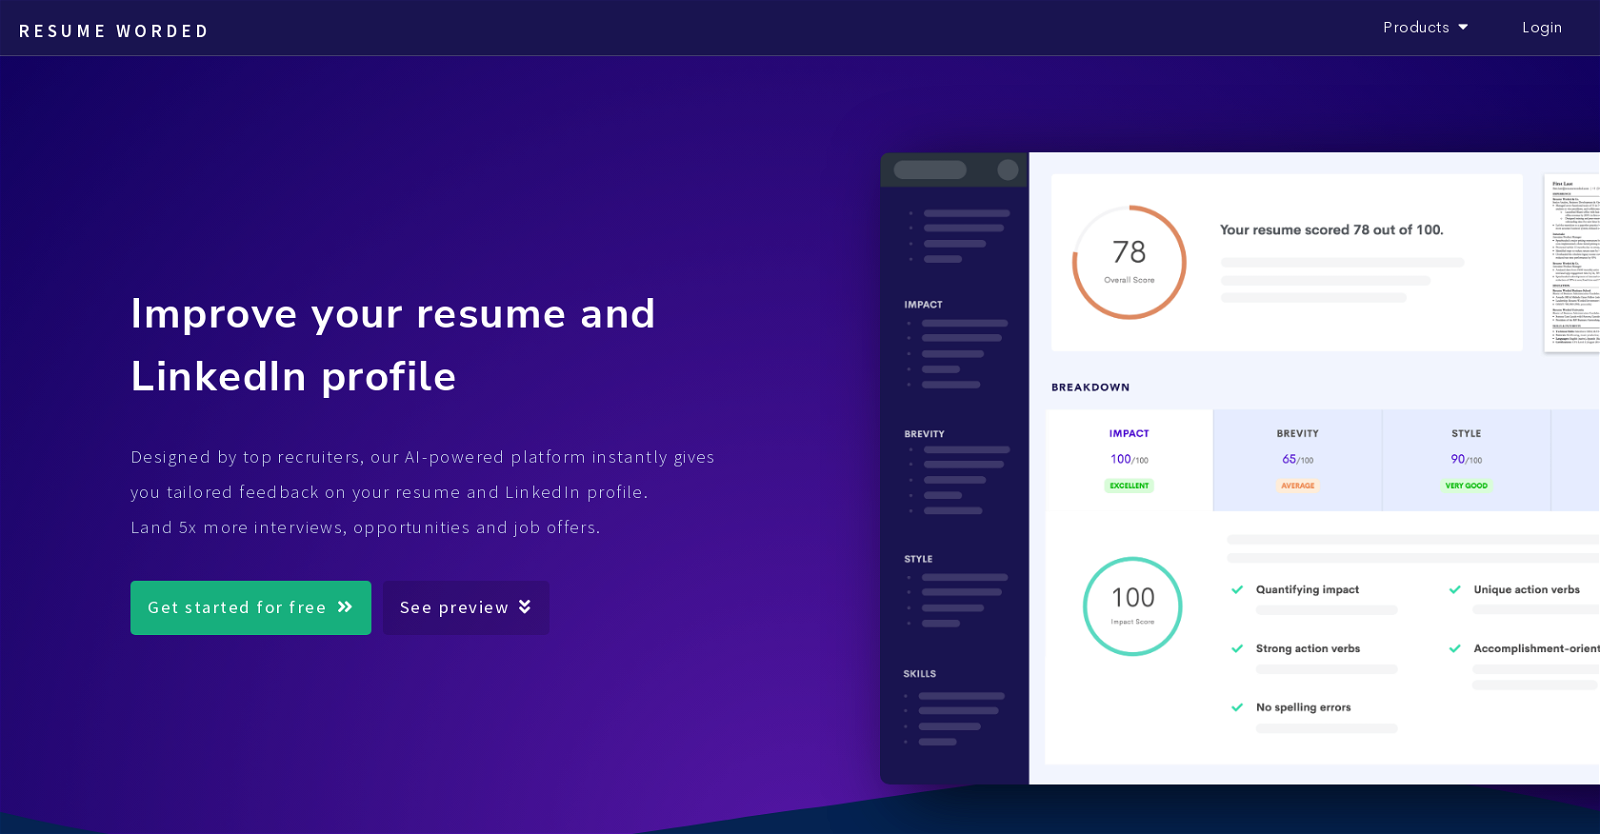 RESUME WORDED
Products
Login
Improve your resume and
LinkedIn profile
Designed by top recruiters, our AI-powered platform instantly gives
you tailored feedback on your resume and LinkedIn profile.
Land 5x more interviews, opportunities and job offers.
Get started for free
See preview
IMPACT
BREVITY
STYLE
SKILLS
78
Overall Score
Your resume scored 78 out of 100.
First Last
BREAKDOWN
IMPACT
100/100
EXCELLENT
BREVITY
65/100
AVERAGE
STYLE
90/100
VERY GOOD
100
Impact Score
Quantifying impact
Unique action verbs
Strong action verbs
Accomplishment-orient
No spelling errors